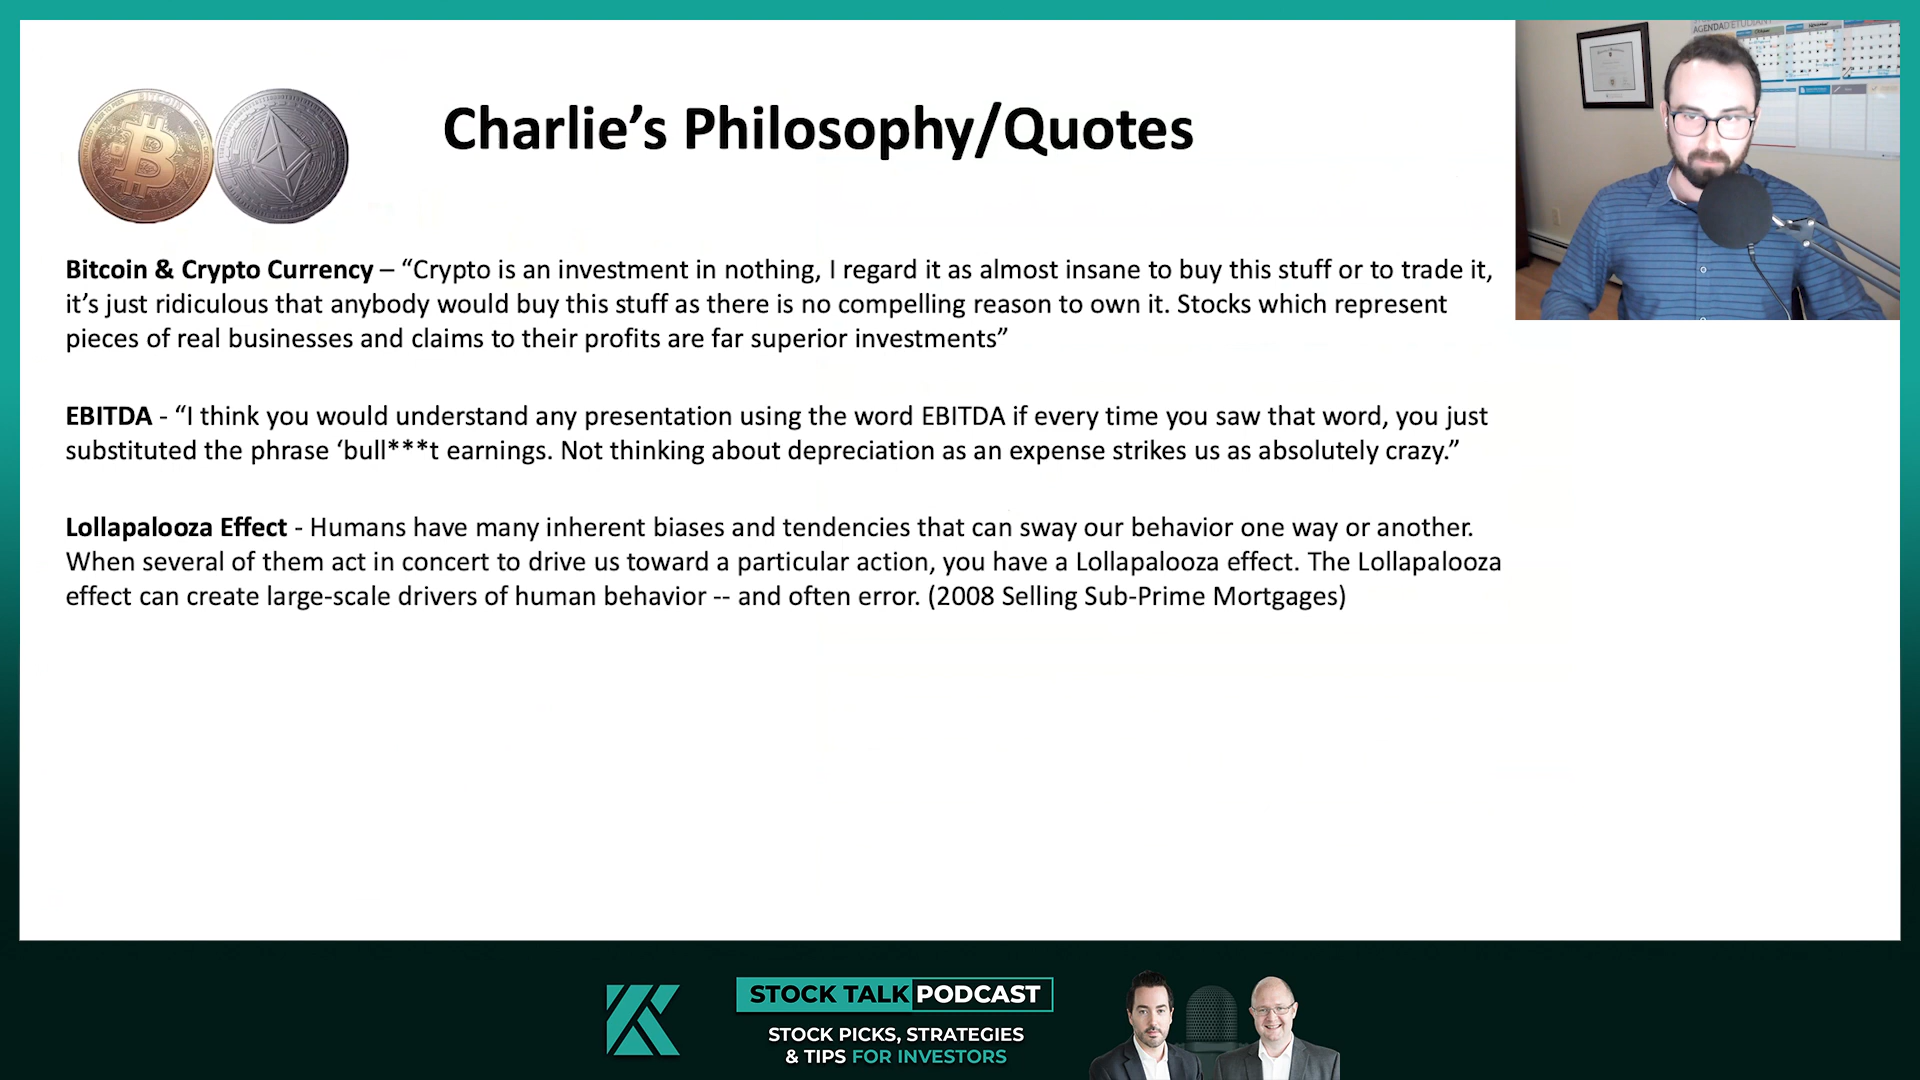 Charlie’s Philosophy/Quotes
BITCOIN
AGENDA D'ÉTUDIANT
Bitcoin & Crypto Currency – “Crypto is an investment in nothing, I regard it as almost insane to buy this stuff or to trade it,
it’s just ridiculous that anybody would buy this stuff as there is no compelling reason to own it. Stocks which represent
pieces of real businesses and claims to their profits are far superior investments”
EBITDA - “I think you would understand any presentation using the word EBITDA if every time you saw that word, you just
substituted the phrase ‘bull***t earnings. Not thinking about depreciation as an expense strikes us as absolutely crazy.”
Lollapalooza Effect - Humans have many inherent biases and tendencies that can sway our behavior one way or another.
When several of them act in concert to drive us toward a particular action, you have a Lollapalooza effect. The Lollapalooza
effect can create large-scale drivers of human behavior -- and often error. (2008 Selling Sub-Prime Mortgages)
STOCK TALK PODCAST
STOCK PICKS, STRATEGIES
& TIPS FOR INVESTORS